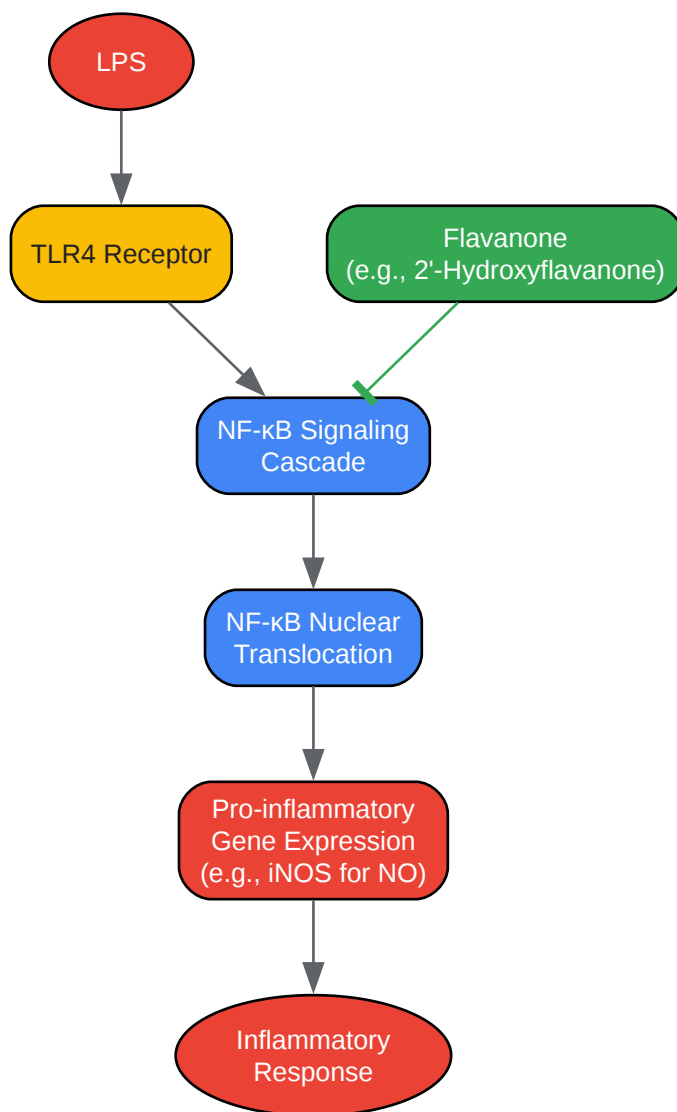 LPS
TLR4 Receptor
Flavanone
(e.g., 2'-Hydroxyflavanone)
NF-κB Signaling
Cascade
NF-κB Nuclear
Translocation
Pro-inflammatory
Gene Expression
(e.g., iNOS for NO)
Inflammatory
Response